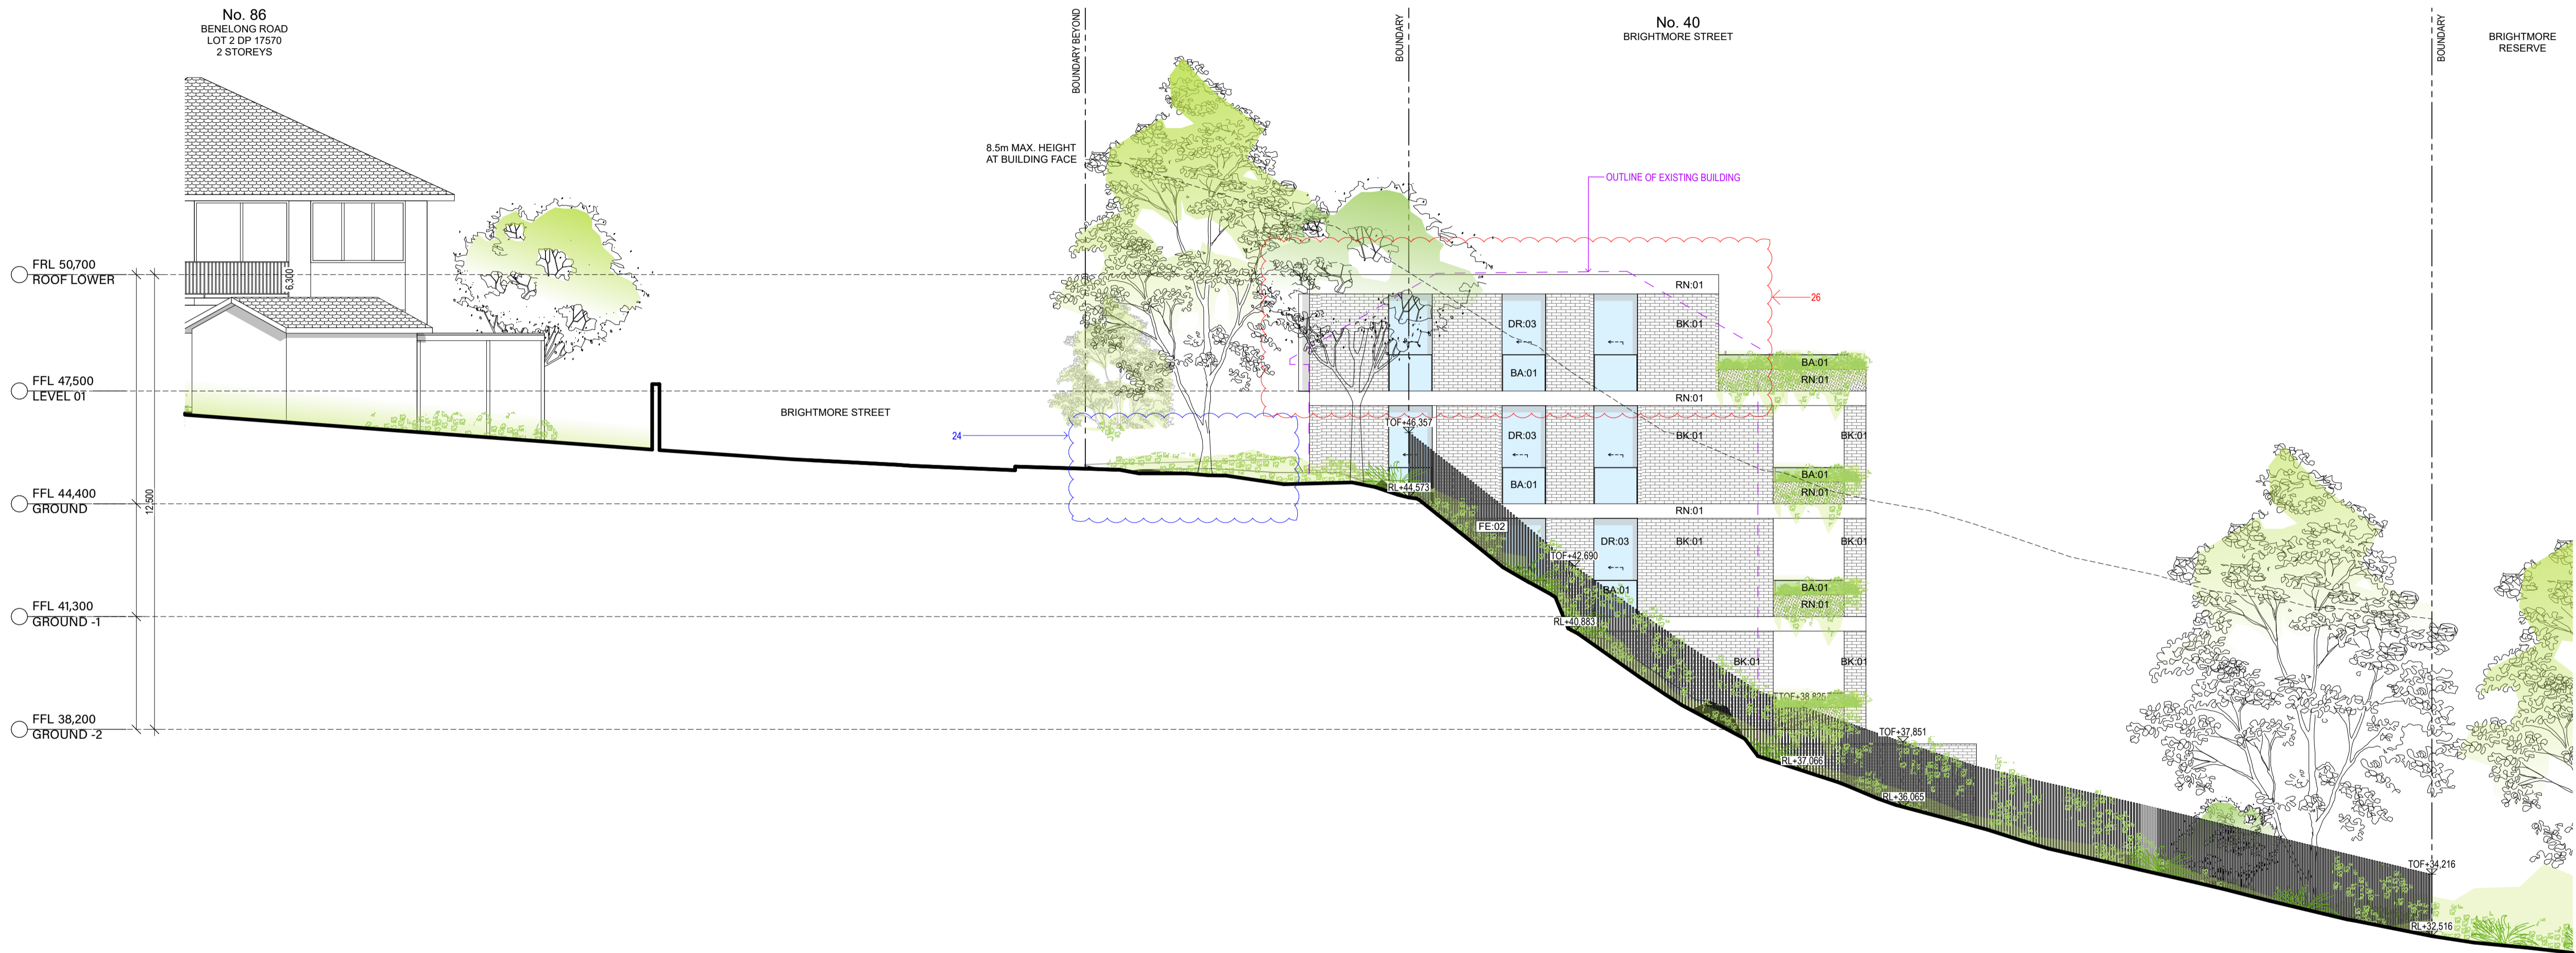 No. 86
BENELONG ROAD
LOT 2 DP 17570
2 STOREYS
BOUNDARY BEYOND
BOUNDARY
No. 40
BRIGHTMORE STREET
BOUNDARY
BRIGHTMORE
RESERVE
8.5m MAX. HEIGHT
AT BUILDING FACE
OUTLINE OF EXISTING BUILDING
FRL 50,700
ROOF LOWER
6,300
RN:01
26
DR:03
BK:01
BA:01
BA:01
RN:01
FFL 47,500
LEVEL 01
RN:01
BRIGHTMORE STREET
24
TOF+46,357
DR:03
BK:01
BK:01
BA:01
BA:01
RN:01
RL+44,573
FFL 44,400
GROUND
12,500
RN:01
FE:02
DR:03
BK:01
BK:01
TOF+42,690
BA:01
BA:01
RN:01
FFL 41,300
GROUND -1
RL+40,883
BK:01
BK:01
TOF+38,825
FFL 38,200
GROUND -2
TOF+37,851
RL+37,066
RL+36,065
TOF+34,216
RL+32,516